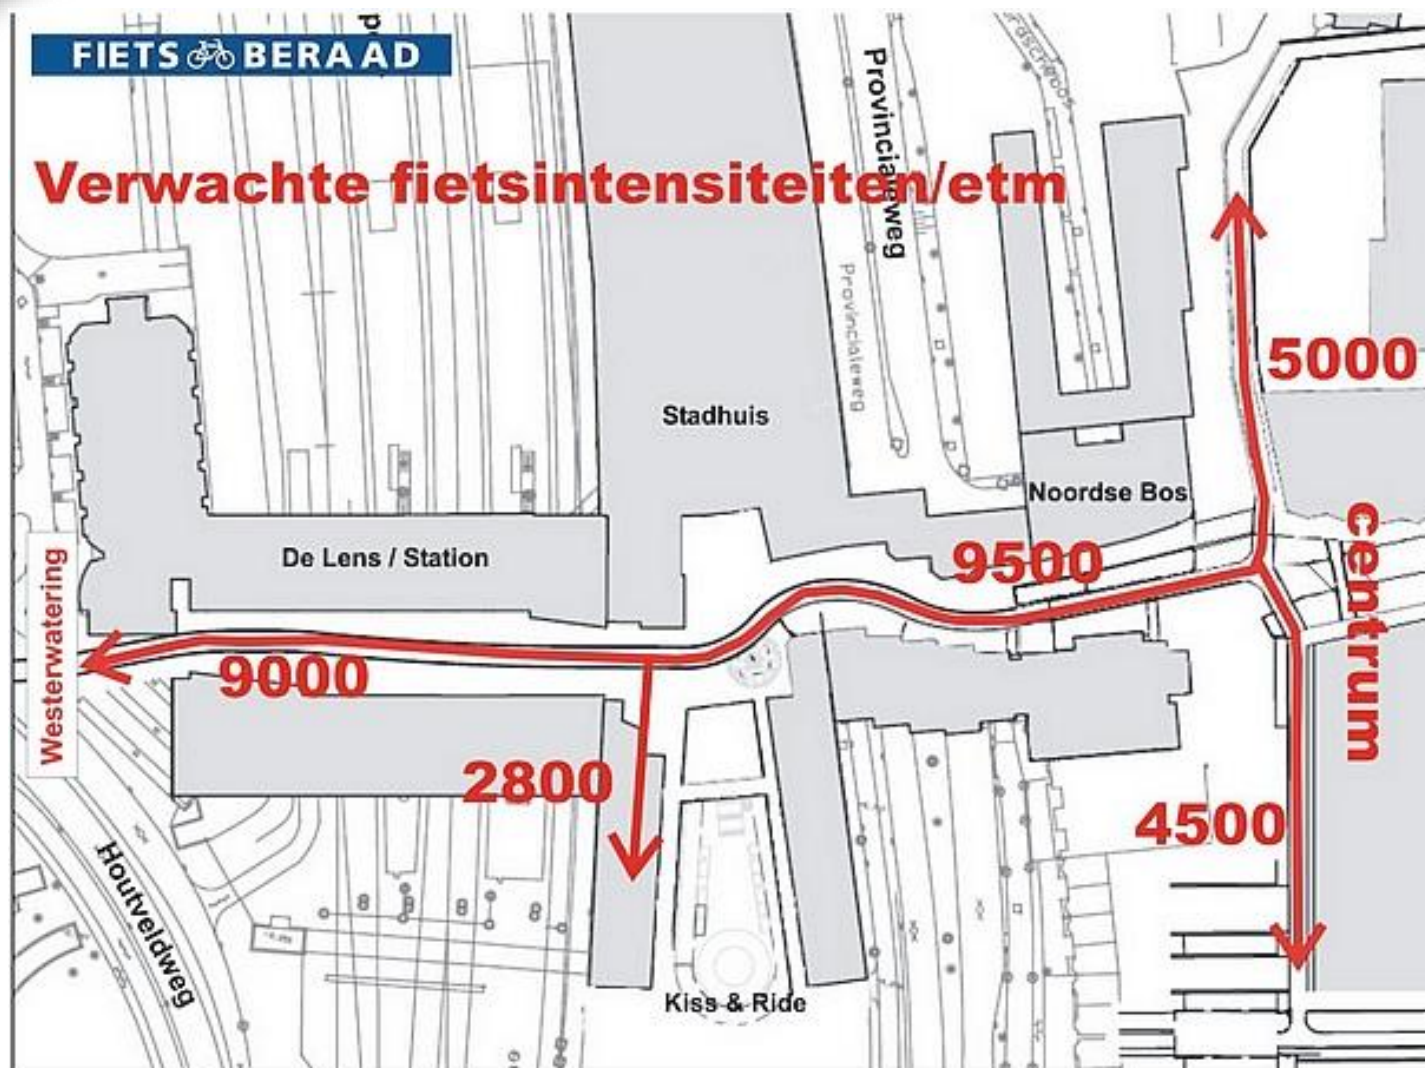 FIETS BERAAD
Verwachte fietsintensiteiten/etm
Provincialeweg
Provincialeweg
5000
Stadhuis
Noordse Bos
De Lens / Station
9500
centrum
Westerwatering
9000
2800
4500
Houtveldweg
Kiss & Ride